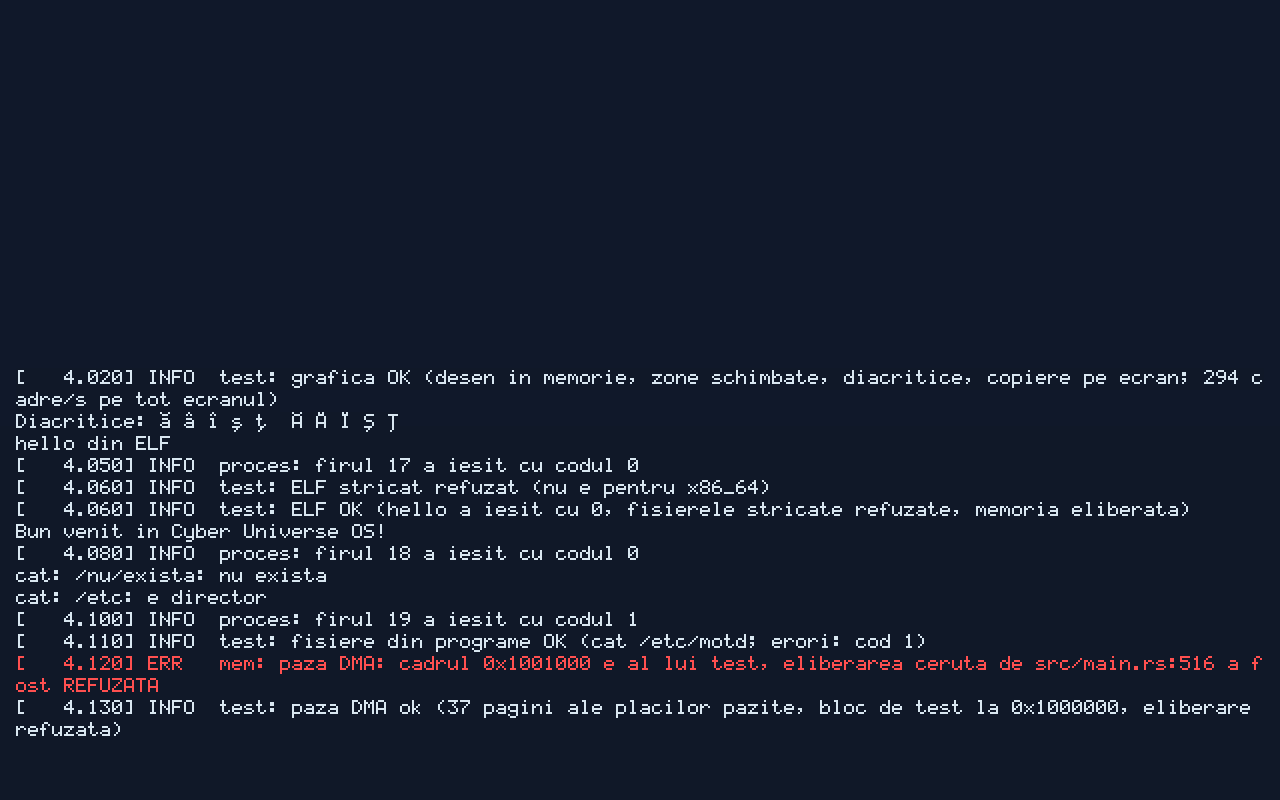 [   4.020] INFO  test: grafica OK (desen in memorie, zone schimbate, diacritice, copiere pe ecran; 294 c
adre/s pe tot ecranul)
Diacritice: ă â î ș ț  Ă Â Î Ș Ț
hello din ELF
[   4.050] INFO  proces: firul 17 a iesit cu codul 0
[   4.060] INFO  test: ELF stricat refuzat (nu e pentru x86_64)
[   4.060] INFO  test: ELF OK (hello a iesit cu 0, fisierele stricate refuzate, memoria eliberata)
Bun venit in Cyber Universe OS!
[   4.080] INFO  proces: firul 18 a iesit cu codul 0
cat: /nu/exista: nu exista
cat: /etc: e director
[   4.100] INFO  proces: firul 19 a iesit cu codul 1
[   4.110] INFO  test: fisiere din programe OK (cat /etc/motd; erori: cod 1)
[   4.120] ERR   mem: paza DMA: cadrul 0x1001000 e al lui test, eliberarea ceruta de src/main.rs:516 a f
ost REFUZATA
[   4.130] INFO  test: paza DMA ok (37 pagini ale placilor pazite, bloc de test la 0x1000000, eliberare
refuzata)